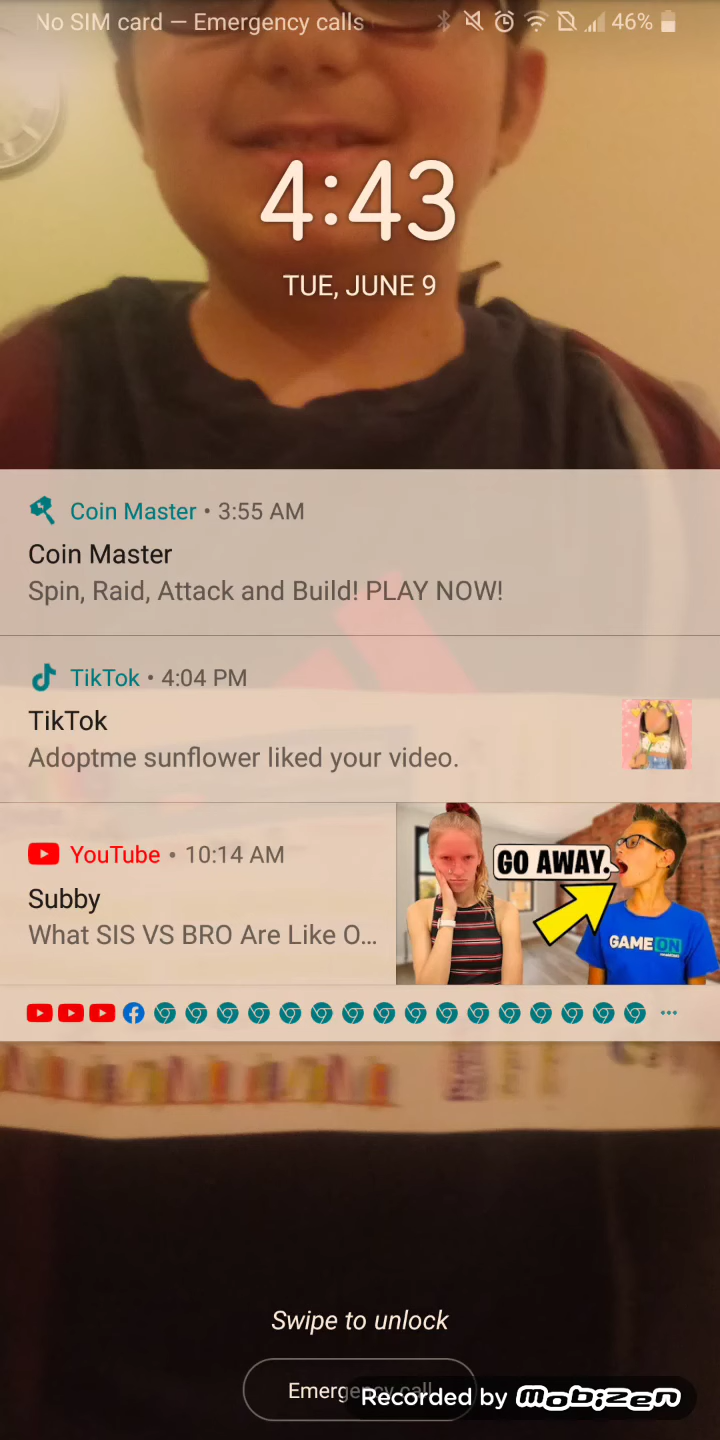 No SIM card — Emergency calls
46%
4:43
TUE, JUNE 9
Coin Master • 3:55 AM
Coin Master
Spin, Raid, Attack and Build! PLAY NOW!
TikTok • 4:04 PM
TikTok
Adoptme sunflower liked your video.
YouTube • 10:14 AM
Subby
What SIS VS BRO Are Like O...
GO AWAY.
GAME ON
Swipe to unlock
Emergency call
Recorded by mobizen